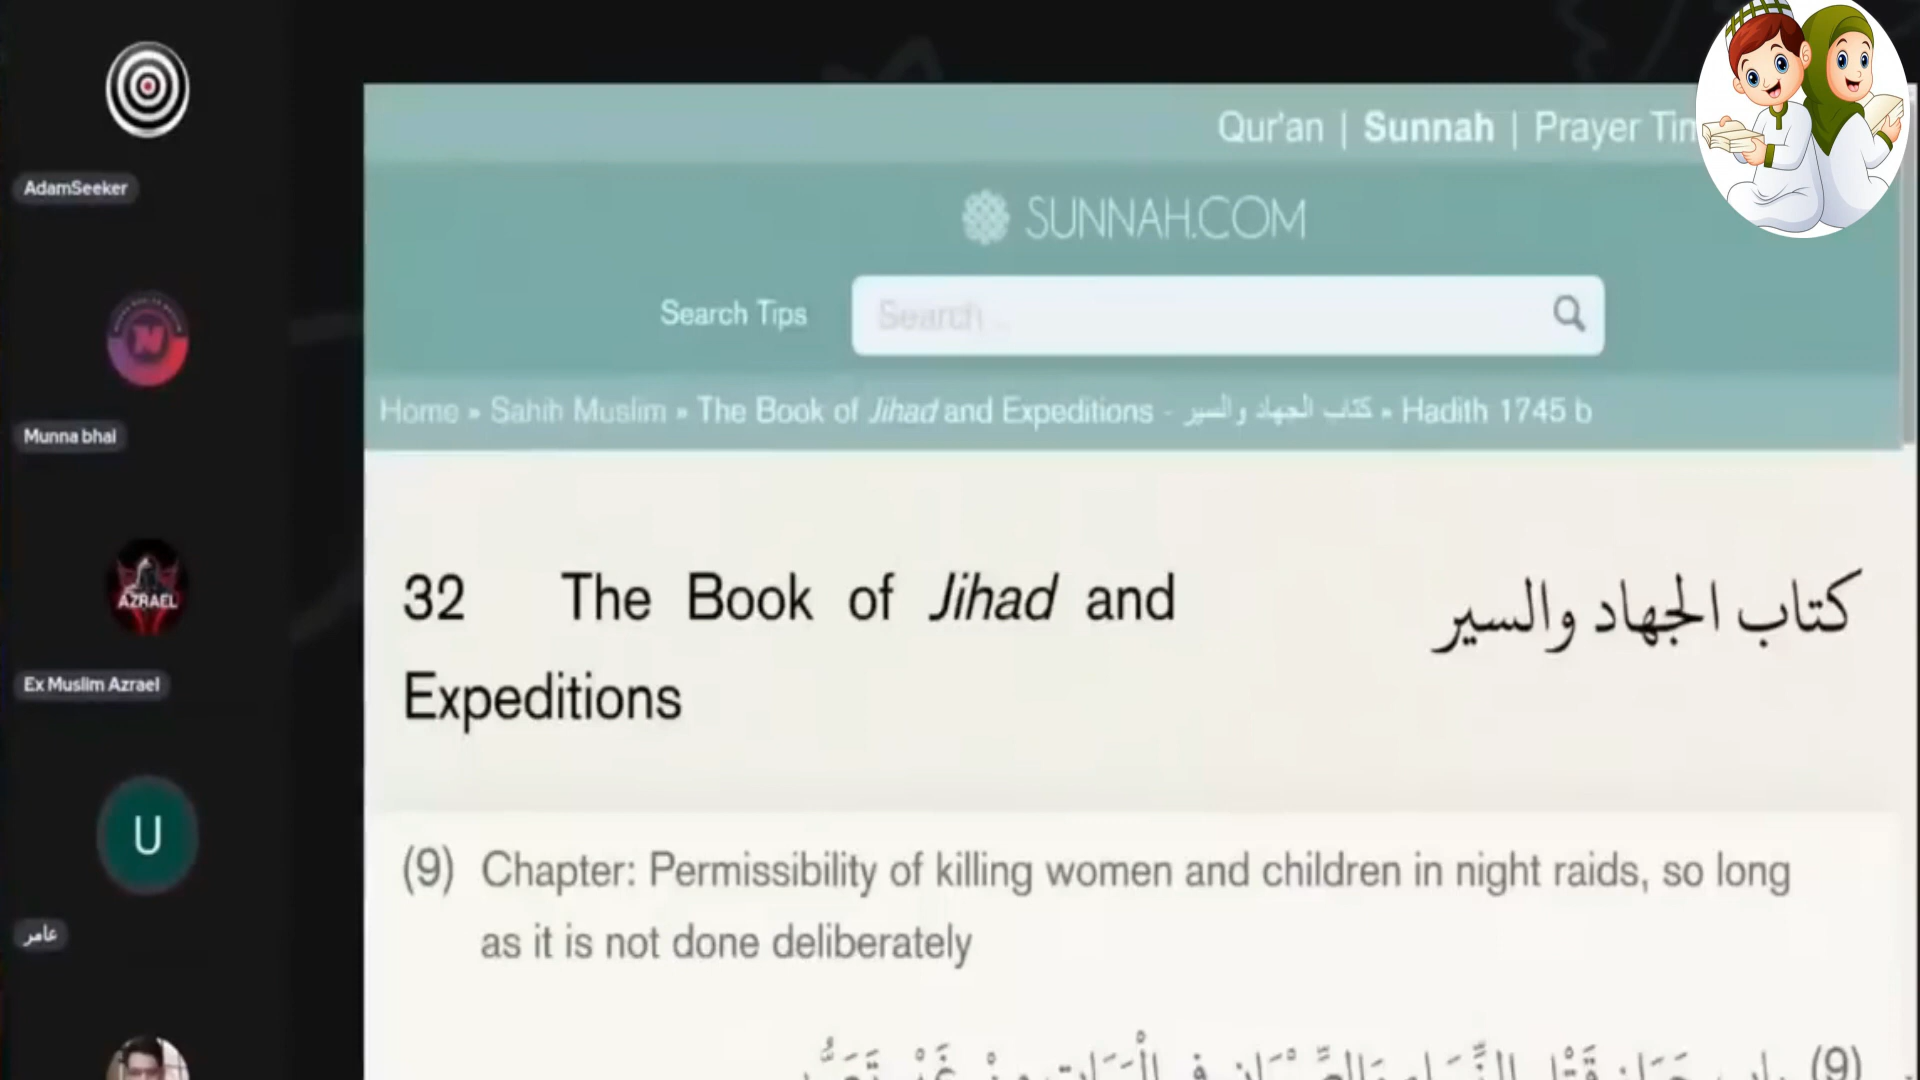 AdamSeeker
Munna bhai
AZRAEL
Ex Muslim Azrael
U
عامر
Qur'an | Sunnah | Prayer Tim
SUNNAH.COM
Search Tips
Search ...
Home » Sahih Muslim » The Book of Jihad and Expeditions - كتاب الجهاد والسير » Hadith 1745 b
32 The Book of Jihad and
Expeditions
كتاب الجهاد والسير
(9) Chapter: Permissibility of killing women and children in night raids, so long
as it is not done deliberately
(9)